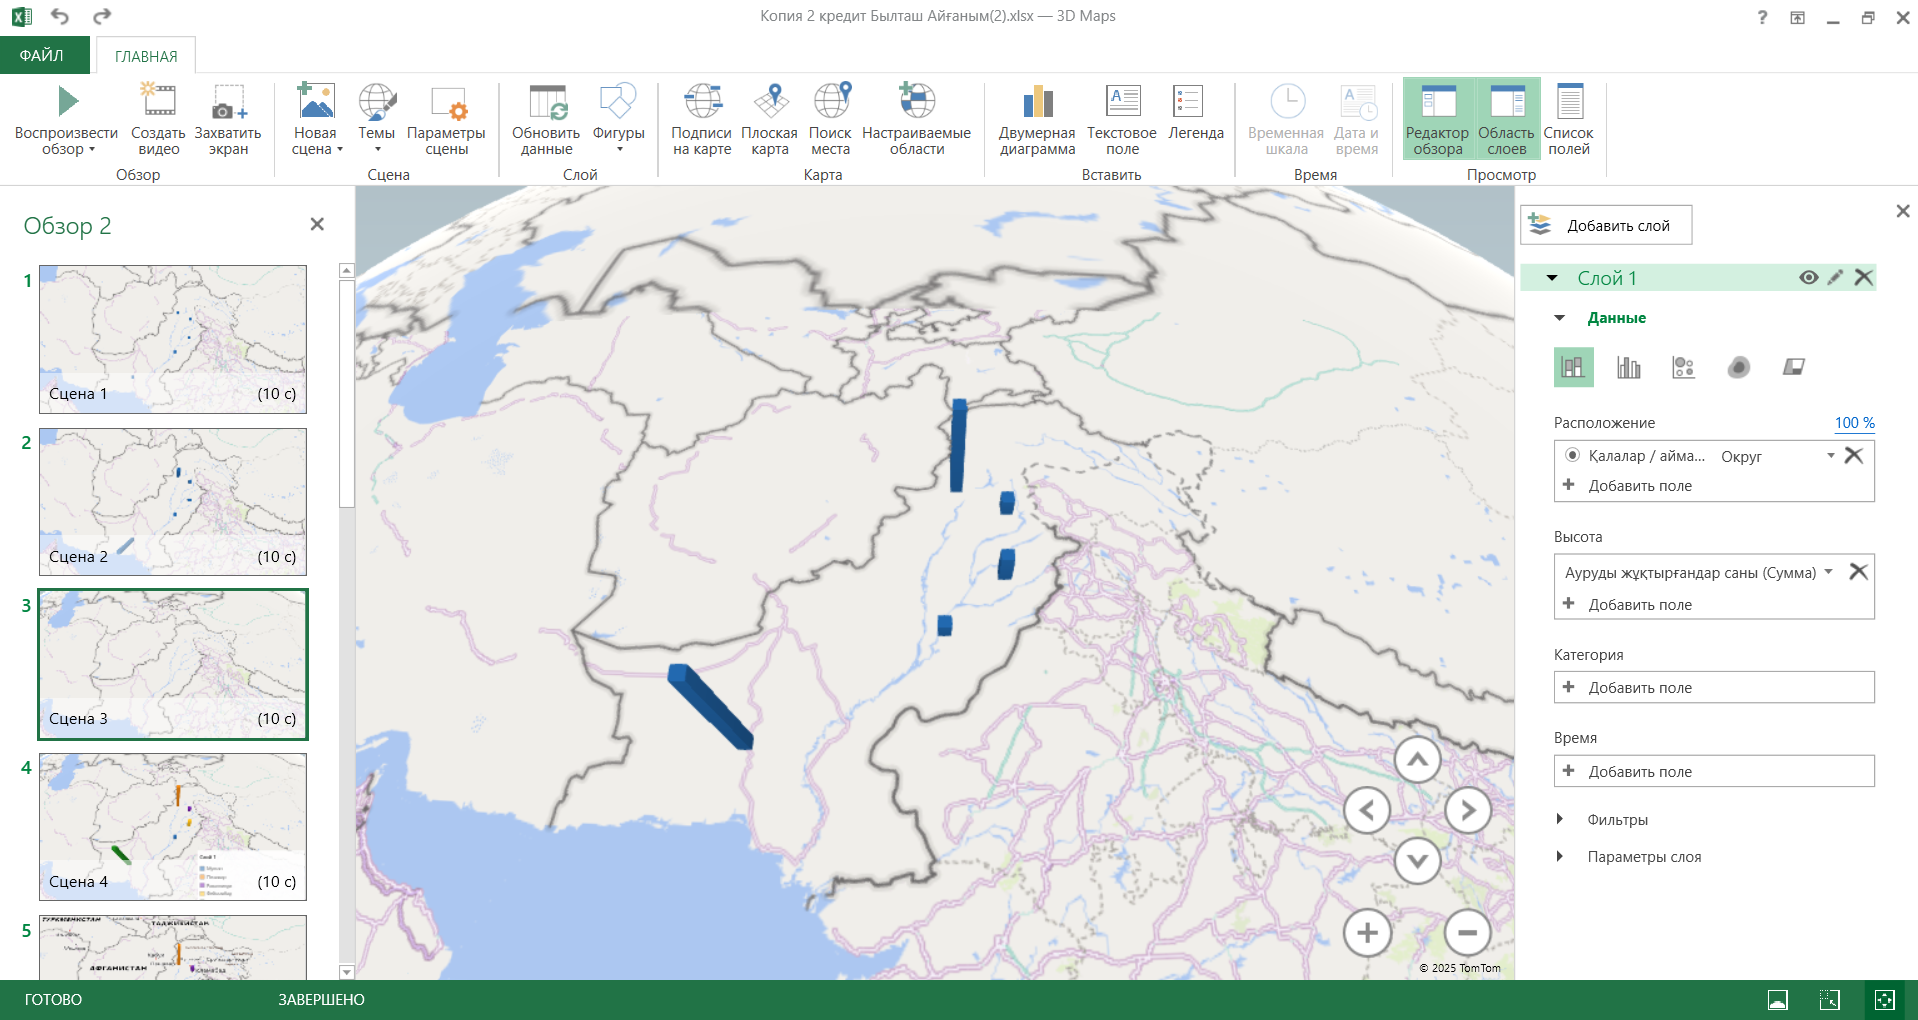 Копия 2 кредит Былташ Айғаным(2).xlsx — 3D Maps
?
ФАЙЛ
ГЛАВНАЯ
Воспроизвести обзор
Создать видео
Захватить экран
Обзор
Новая сцена
Темы
Параметры сцены
Сцена
Обновить данные
Фигуры
Слой
Подписи на карте
Плоская карта
Поиск места
Настраиваемые области
Карта
Двумерная диаграмма
Текстовое поле
Легенда
Вставить
Временная шкала
Дата и время
Время
Редактор обзора
Область слоев
Список полей
Просмотр
Обзор 2
1
Сцена 1 (10 с)
2
Сцена 2 (10 с)
3
Сцена 3 (10 с)
4
Слой 1
Сцена 4 (10 с)
5
ТУРКМЕНИСТАН
ТАДЖИКИСТАН
АФГАНИСТАН
© 2025 TomTom
Добавить слой
Слой 1
Данные
Расположение 100 %
Қалалар / айма... Округ
Добавить поле
Высота
Ауруды жұқтырғандар саны (Сумма)
Добавить поле
Категория
Добавить поле
Время
Добавить поле
Фильтры
Параметры слоя
ГОТОВО
ЗАВЕРШЕНО